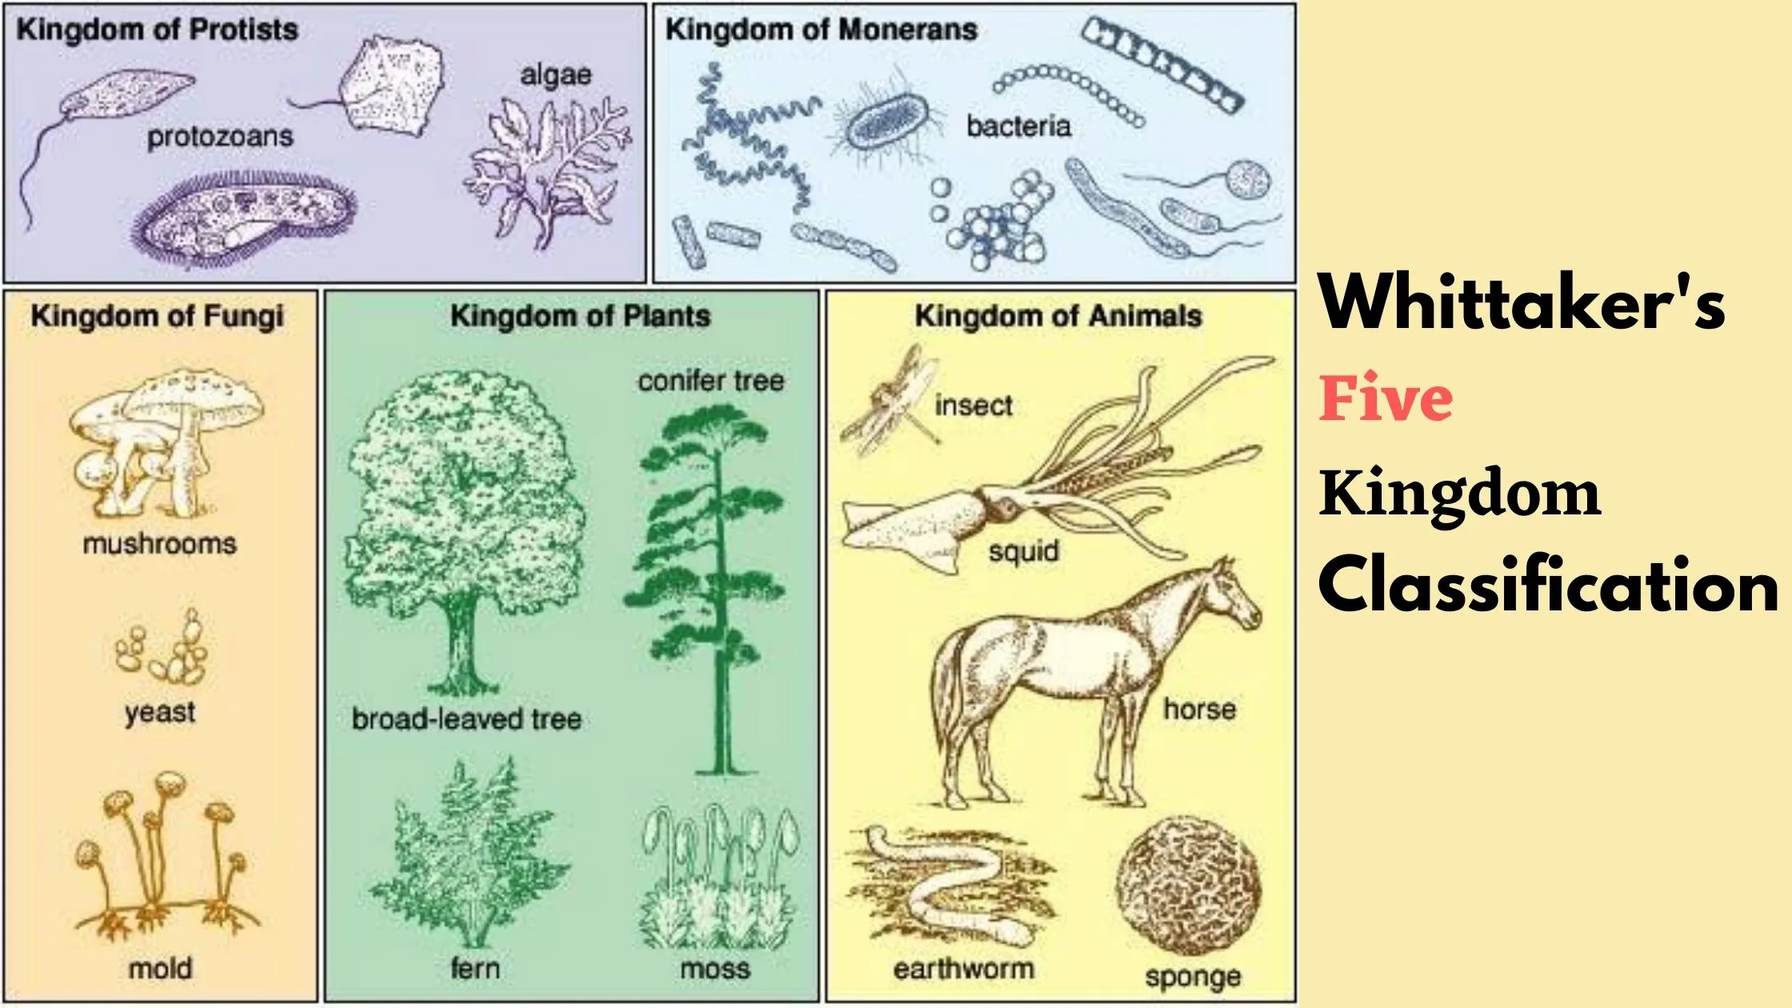 Kingdom of Protists
algae
protozoans
Kingdom of Monerans
bacteria
Kingdom of Fungi
mushrooms
yeast
mold
Kingdom of Plants
conifer tree
broad-leaved tree
fern
moss
Kingdom of Animals
insect
squid
horse
earthworm
sponge
Whittaker's
Five
Kingdom
Classification